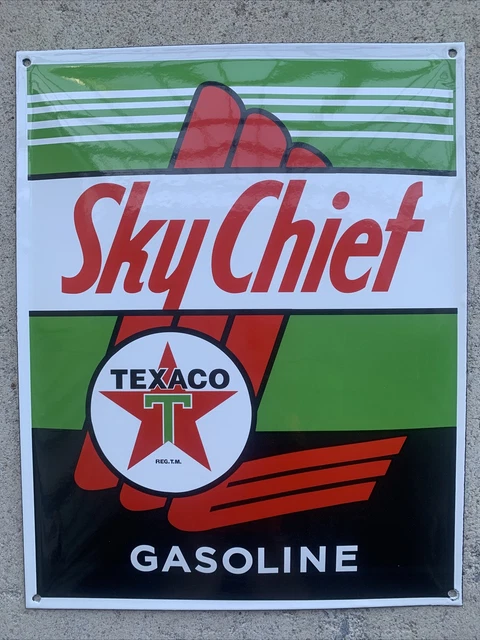 Sky Chief
TEXACO
T
REG. T.M.
GASOLINE